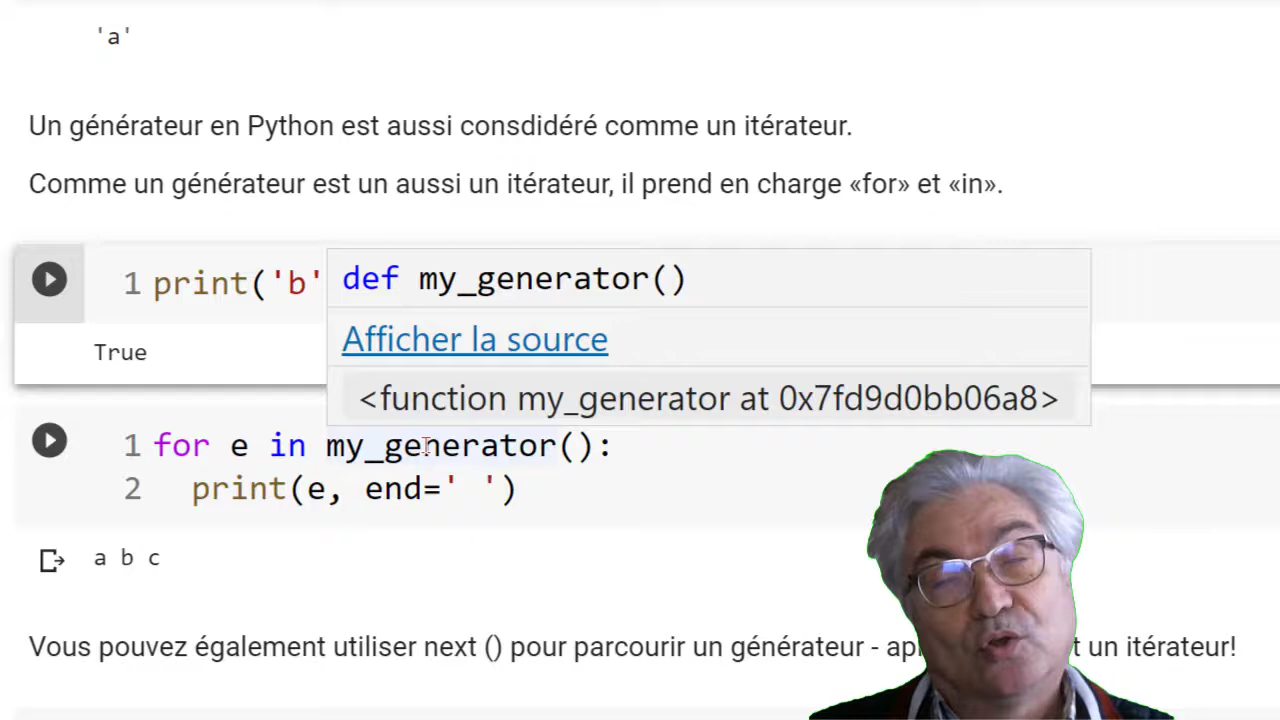 'a'
Un générateur en Python est aussi consdidéré comme un itérateur.
Comme un générateur est un aussi un itérateur, il prend en charge «for» et «in».
1 print('b'
def my_generator()
Afficher la source
<function my_generator at 0x7fd9d0bb06a8>
True
1 for e in my_generator():
2 print(e, end=' ')
a b c
Vous pouvez également utiliser next () pour parcourir un générateur - t un itérateur!